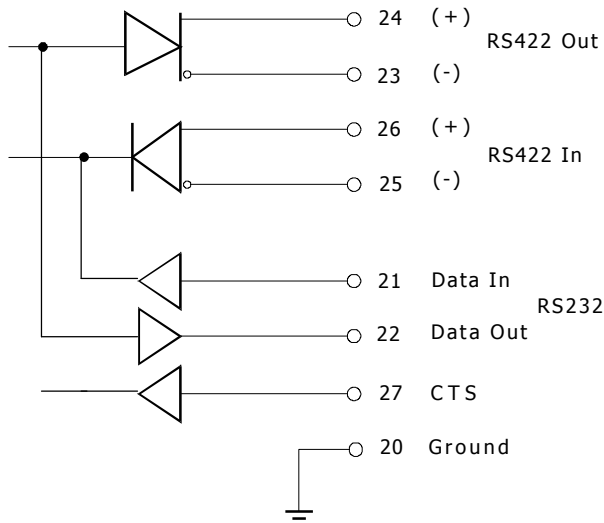 24 (+)
RS422 Out
23 (-)
26 (+)
RS422 In
25 (-)
21 Data In
RS232
22 Data Out
27 CTS
20 Ground